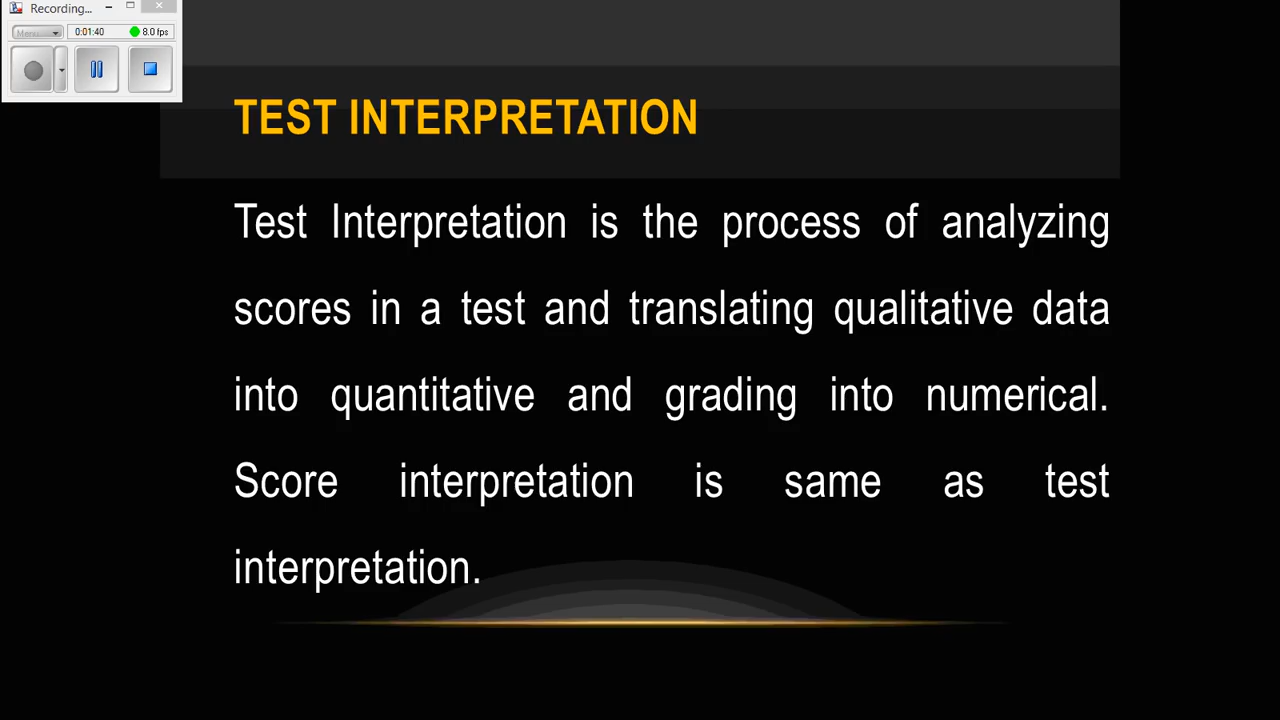 Recording...
Menu
0:01:40
8.0 fps
TEST INTERPRETATION
Test Interpretation is the process of analyzing
scores in a test and translating qualitative data
into quantitative and grading into numerical.
Score interpretation is same as test
interpretation.